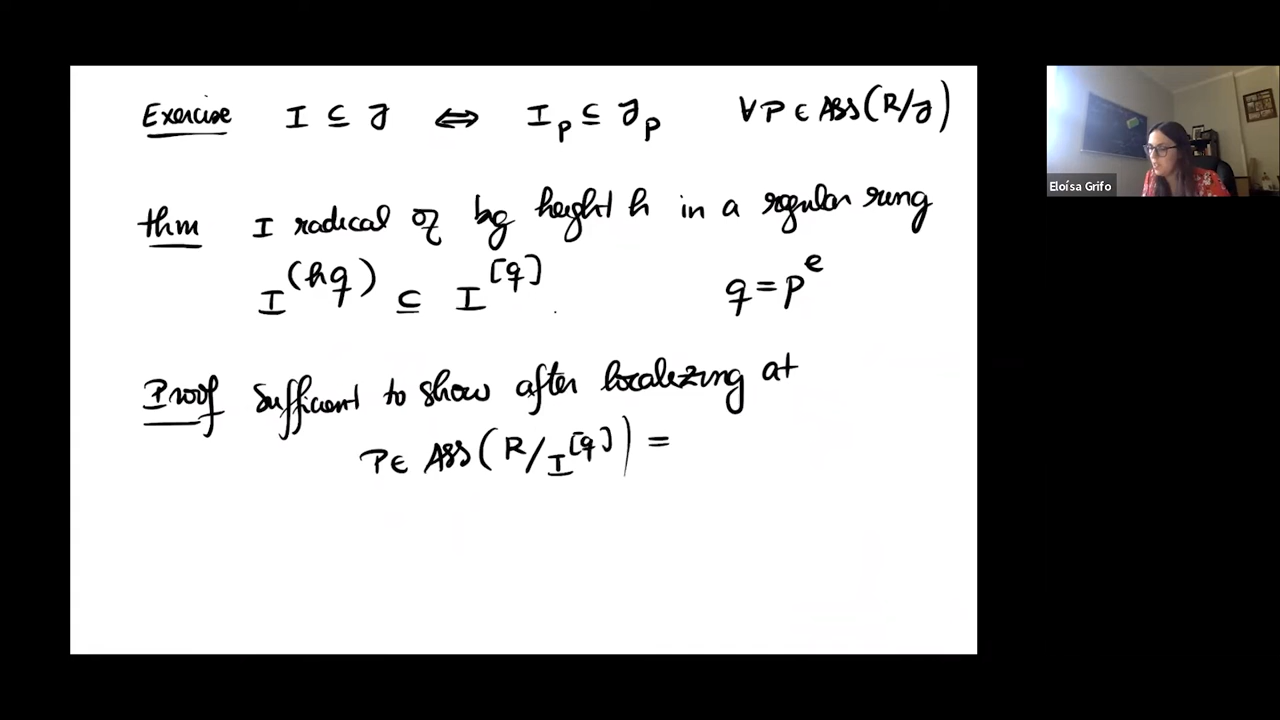 Exercise I ⊆ J ⟺ I_P ⊆ J_P ∀ P ∈ Ass(R/J)
thm I radical of big height h in a regular ring
I^(hq) ⊆ I^[q] . q = p^e
Proof Sufficient to show after localizing at
P ∈ Ass(R/I^[q]) =
Eloísa Grifo